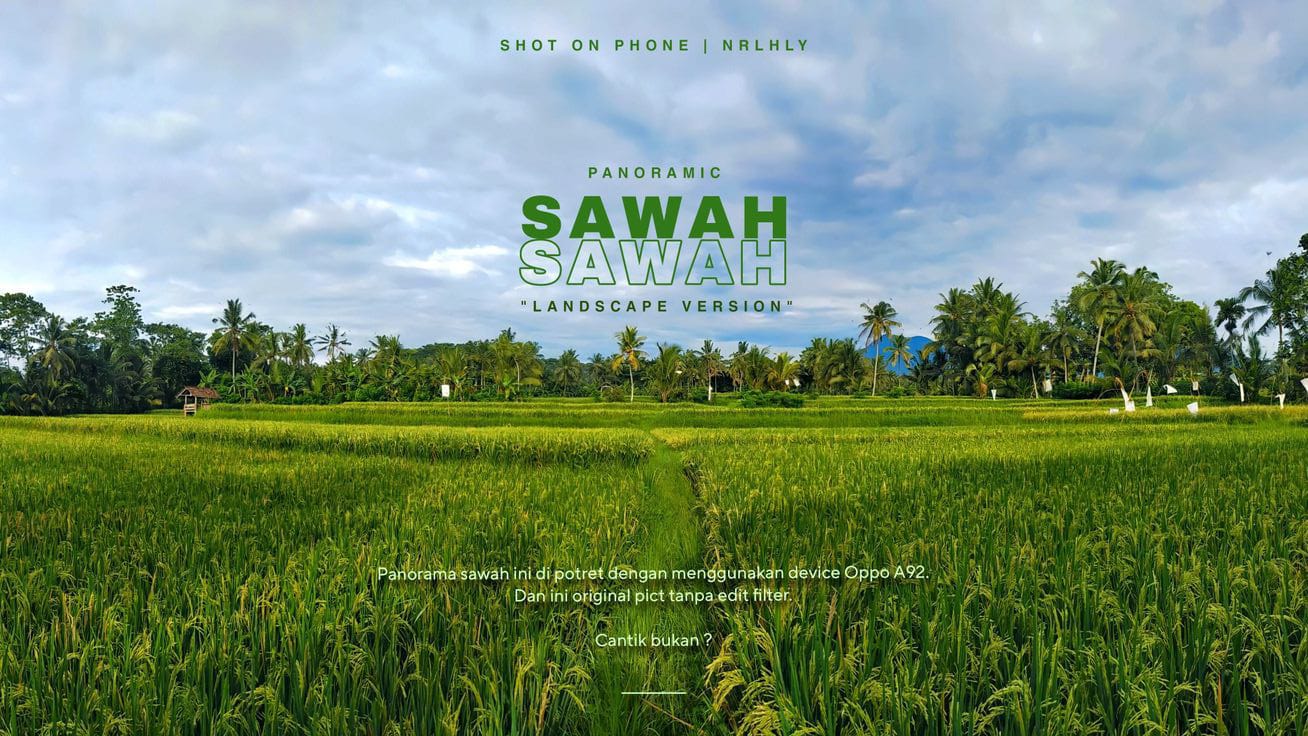 SHOT ON PHONE | NRLHLY
PANORAMIC
SAWAH
SAWAH
"LANDSCAPE VERSION"
Panorama sawah ini di potret dengan menggunakan device Oppo A92.
Dan ini original pict tanpa edit filter.
Cantik bukan ?